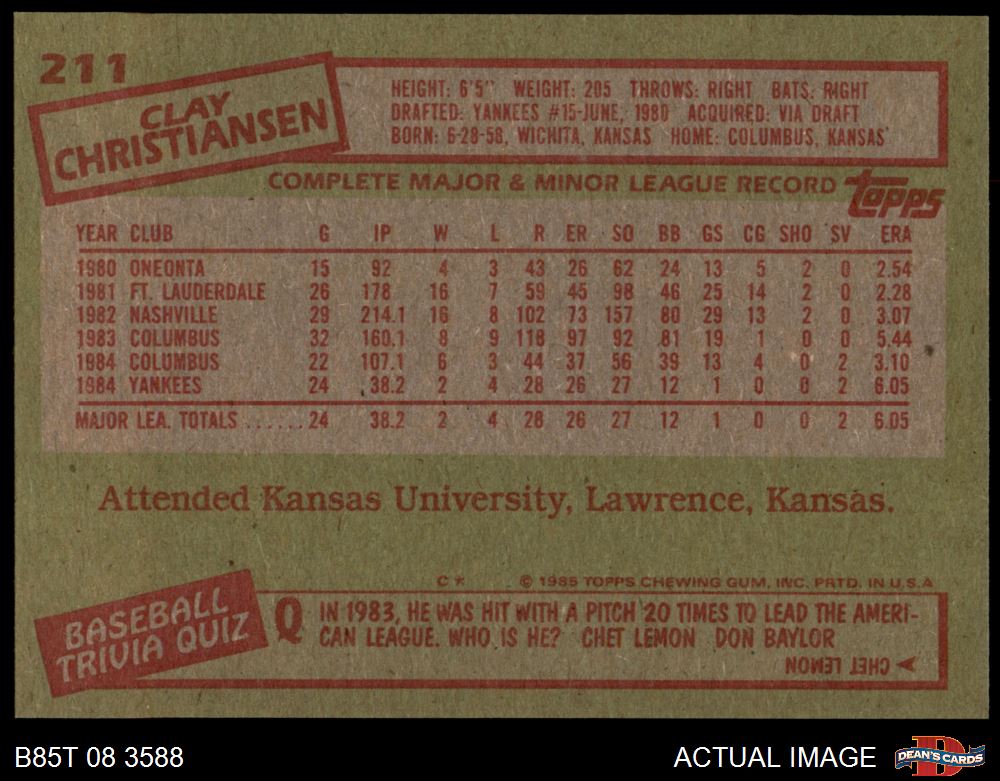 211
CLAY
CHRISTIANSEN
HEIGHT: 6'5" WEIGHT: 205 THROWS: RIGHT BATS: RIGHT
DRAFTED: YANKEES #15-JUNE, 1980 ACQUIRED: VIA DRAFT
BORN: 6-28-58, WICHITA, KANSAS HOME: COLUMBUS, KANSAS
COMPLETE MAJOR & MINOR LEAGUE RECORD topps
YEAR CLUB G IP W L R ER SO BB GS CG SHO SV ERA
1980 ONEONTA 15 92 4 3 43 26 62 24 13 5 2 0 2.54
1981 FT. LAUDERDALE 26 178 16 7 59 45 98 46 25 14 2 0 2.28
1982 NASHVILLE 29 214.1 16 8 102 73 157 80 29 13 2 0 3.07
1983 COLUMBUS 32 160.1 8 9 118 97 92 81 19 1 0 0 5.44
1984 COLUMBUS 22 107.1 6 3 44 37 56 39 13 4 0 2 3.10
1984 YANKEES 24 38.2 2 4 28 26 27 12 1 0 0 2 6.05
MAJOR LEA. TOTALS ......24 38.2 2 4 28 26 27 12 1 0 0 2 6.05
Attended Kansas University, Lawrence, Kansas.
C* © 1985 TOPPS CHEWING GUM, INC. PRTD. IN U.S.A
BASEBALL
TRIVIA QUIZ
Q IN 1983, HE WAS HIT WITH A PITCH 20 TIMES TO LEAD THE AMERI-
CAN LEAGUE. WHO IS HE? CHET LEMON DON BAYLOR
CHET LEMON
B85T 08 3588
ACTUAL IMAGE
D
DEAN'S CARDS